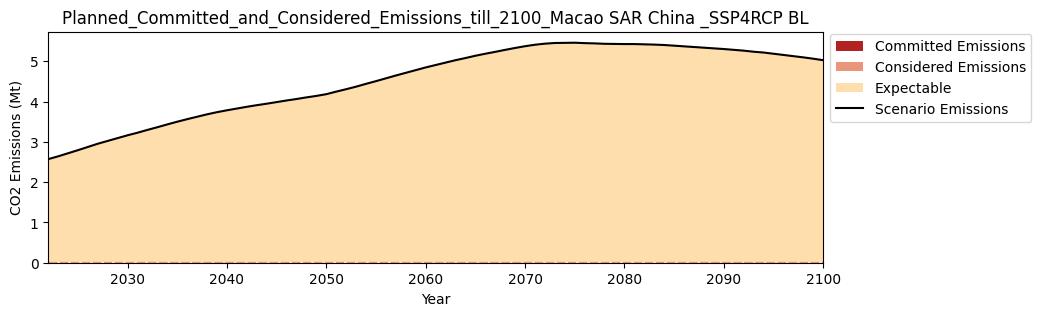 Planned_Committed_and_Considered_Emissions_till_2100_Macao SAR China _SSP4RCP BL
Committed Emissions
Considered Emissions
Expectable
Scenario Emissions
CO2 Emissions (Mt)
5
4
3
2
1
0
2030 2040 2050 2060 2070 2080 2090 2100
Year